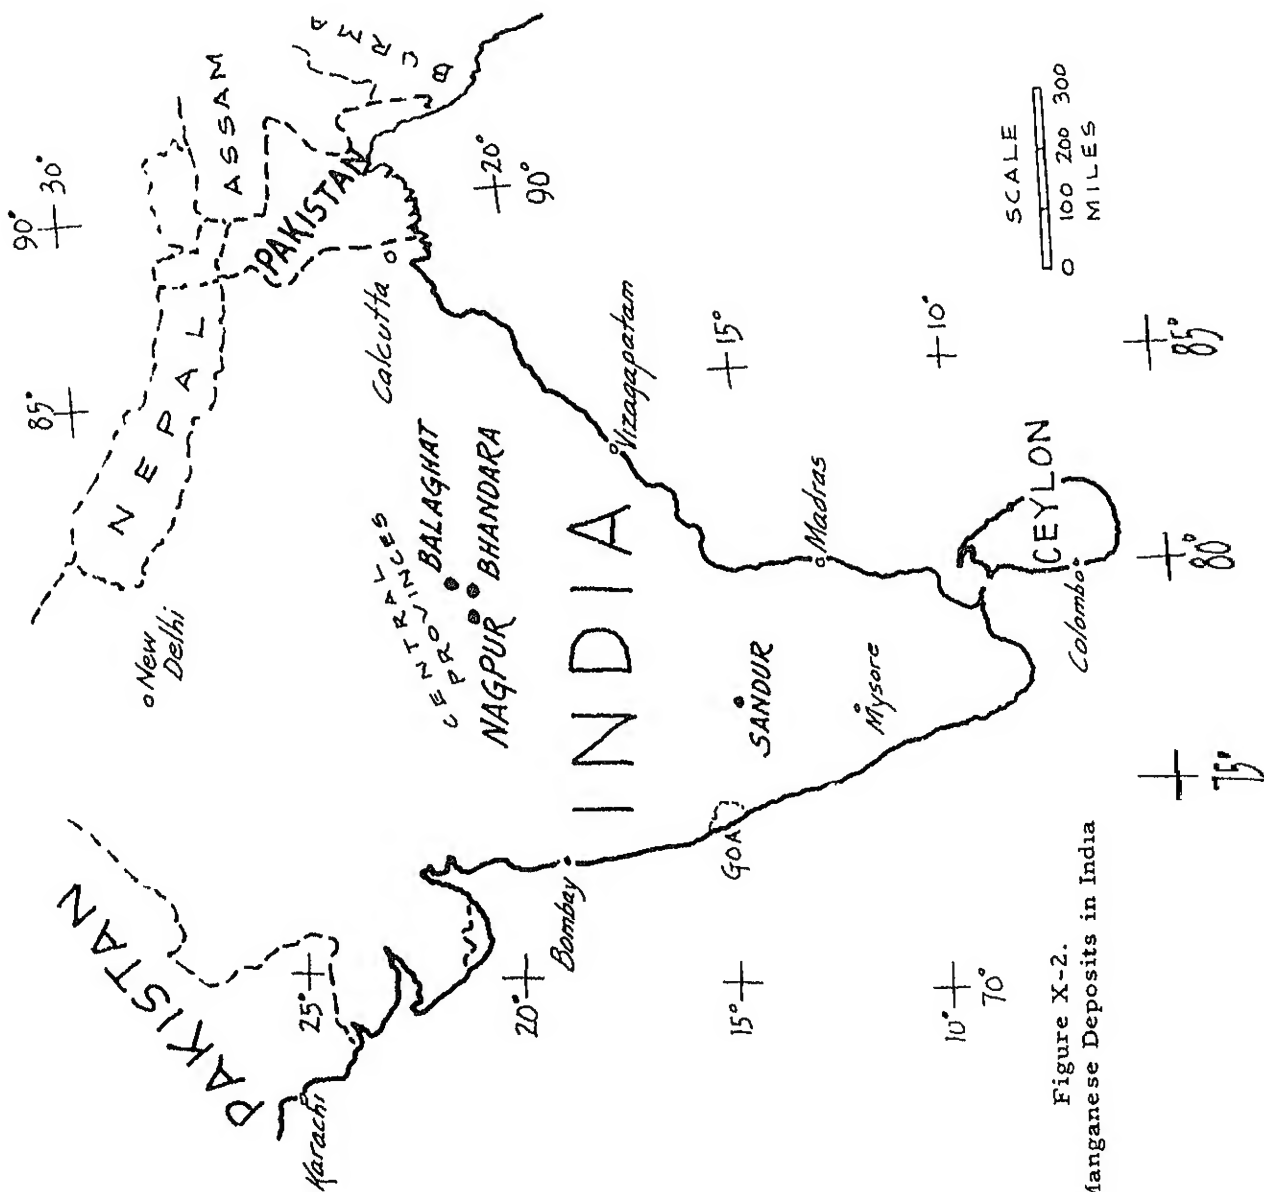 PAKISTAN
Karachi
25°
20°
15°
10°
70°
New
Delhi
NEPAL
85°
90°
30°
ASSAM
BURMA
PAKISTAN
Calcutta
20°
90°
CENTRAL
PROVINCES
NAGPUR
BALAGHAT
BHANDARA
INDIA
Bombay
GOA
SANDUR
Mysore
Madras
Vizagapatam
15°
10°
CEYLON
Colombo
75°
80°
85°
SCALE
0 100 200 300
MILES
Figure X-2.
Manganese Deposits in India